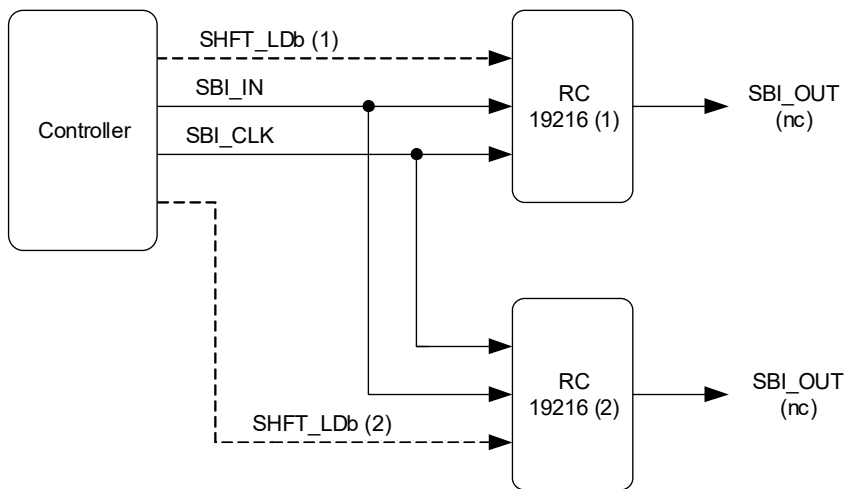 SHFT_LDb (1)
SBI_IN
SBI_CLK
Controller
RC
19216 (1)
SBI_OUT
(nc)
RC
19216 (2)
SBI_OUT
(nc)
SHFT_LDb (2)